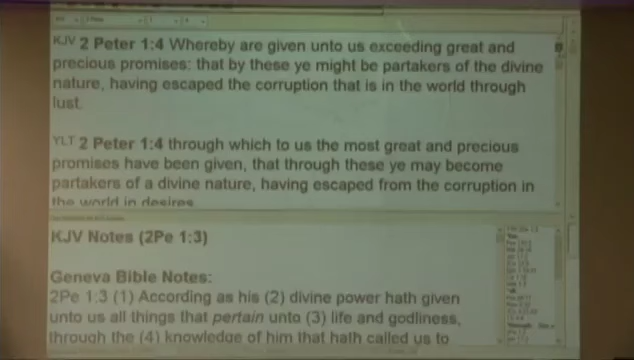 KJV 2 Peter 1:4 Whereby are given unto us exceeding great and
precious promises: that by these ye might be partakers of the divine
nature, having escaped the corruption that is in the world through
lust.
YLT 2 Peter 1:4 through which to us the most great and precious
promises have been given, that through these ye may become
partakers of a divine nature, having escaped from the corruption in
the world in desires
KJV Notes (2Pe 1:3)
Geneva Bible Notes:
2Pe 1:3 (1) According as his (2) divine power hath given
unto us all things that pertain unto (3) life and godliness,
through the (4) knowledge of him that hath called us to